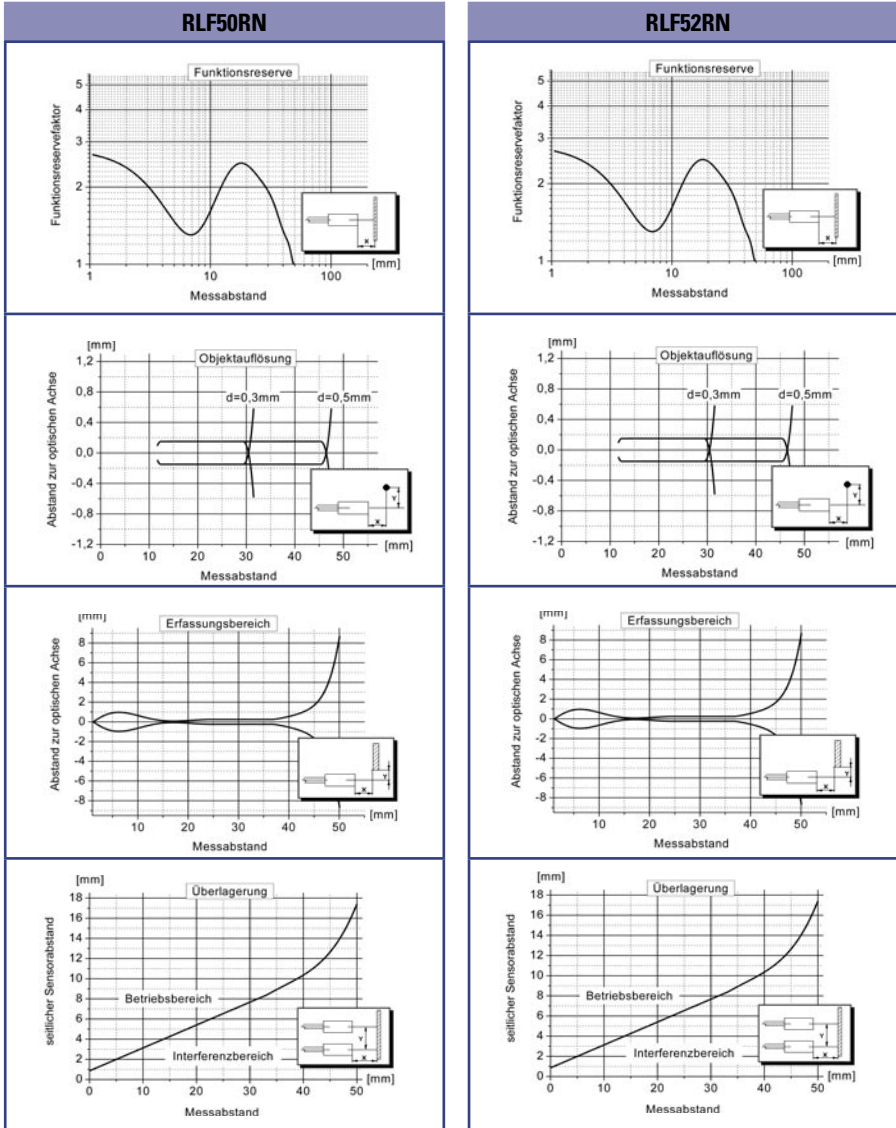 RLF50RN
Funktionsreserve
Funktionsreservefaktor
5
4
3
2
1
1
10
100
[mm]
Messabstand
X
[mm]
Objektauflösung
Abstand zur optischen Achse
1,2
0,8
0,4
0,0
-0,4
-0,8
-1,2
d=0,3mm
d=0,5mm
0
10
20
30
40
50
[mm]
Messabstand
X
Y
[mm]
Erfassungsbereich
Abstand zur optischen Achse
8
6
4
2
0
-2
-4
-6
-8
10
20
30
40
50
[mm]
Messabstand
X
Y
[mm]
Überlagerung
seitlicher Sensorabstand
18
16
14
12
10
8
6
4
2
0
Betriebsbereich
Interferenzbereich
0
10
20
30
40
50
[mm]
Messabstand
X
Y
RLF52RN
Funktionsreserve
Funktionsreservefaktor
5
4
3
2
1
1
10
100
[mm]
Messabstand
X
[mm]
Objektauflösung
Abstand zur optischen Achse
1,2
0,8
0,4
0,0
-0,4
-0,8
-1,2
d=0,3mm
d=0,5mm
0
10
20
30
40
50
[mm]
Messabstand
X
Y
[mm]
Erfassungsbereich
Abstand zur optischen Achse
8
6
4
2
0
-2
-4
-6
-8
10
20
30
40
50
[mm]
Messabstand
X
Y
[mm]
Überlagerung
seitlicher Sensorabstand
18
16
14
12
10
8
6
4
2
0
Betriebsbereich
Interferenzbereich
0
10
20
30
40
50
[mm]
Messabstand
X
Y